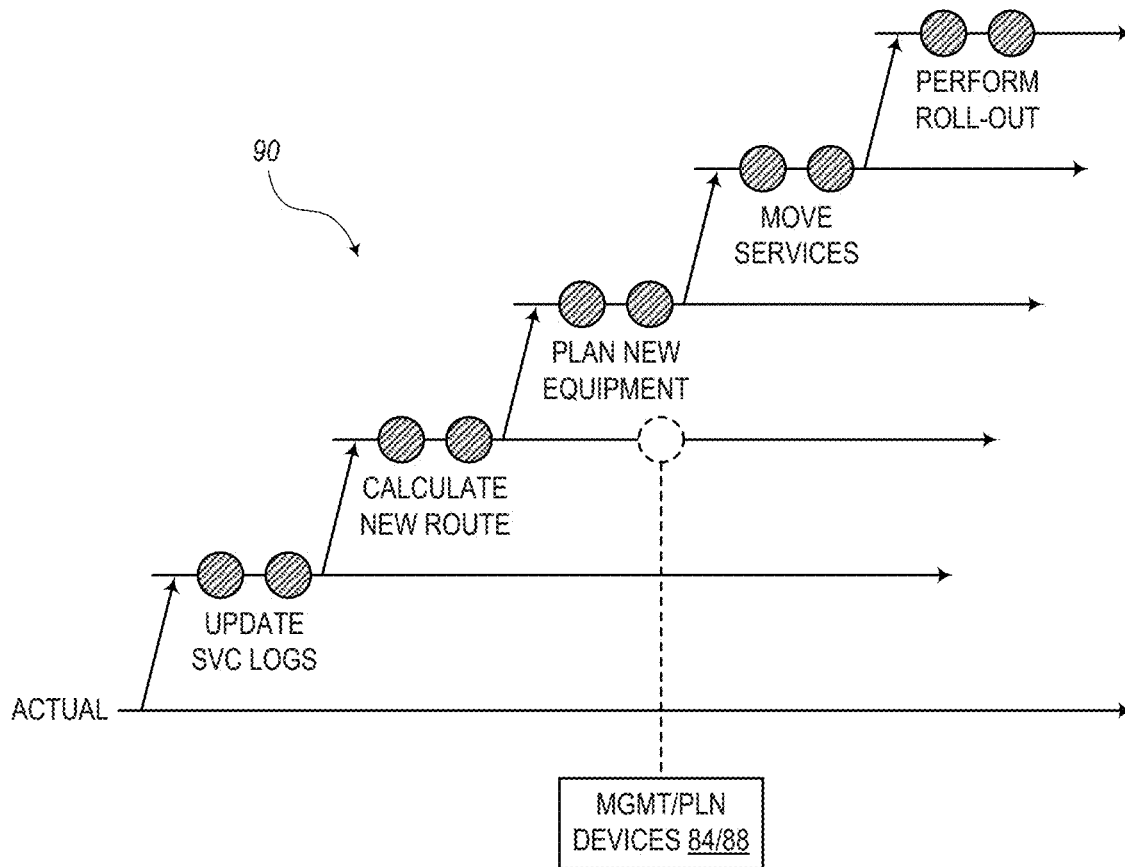 PERFORM
ROLL-OUT
90
MOVE
SERVICES
PLAN NEW
EQUIPMENT
CALCULATE
NEW ROUTE
UPDATE
SVC LOGS
ACTUAL
MGMT/PLN
DEVICES 84/88